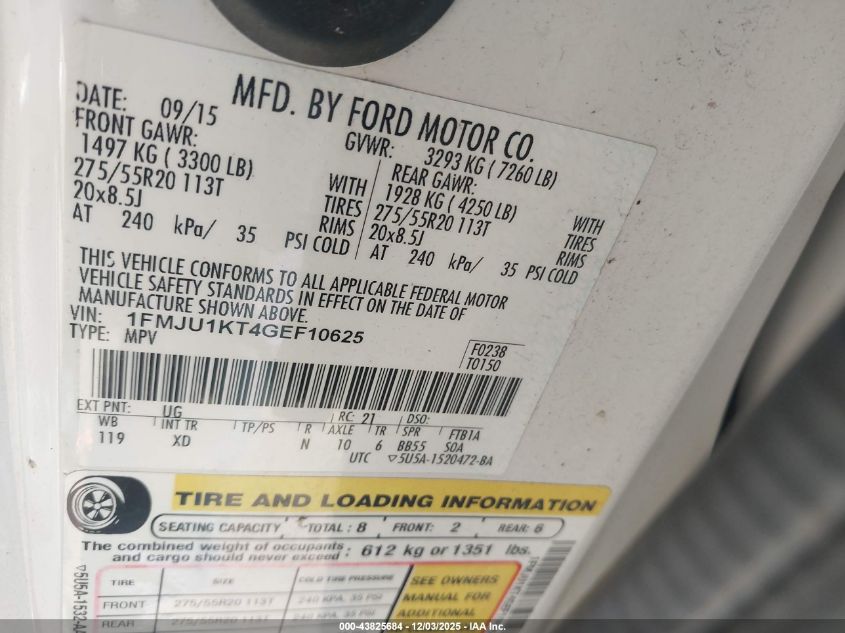 MFD. BY FORD MOTOR CO.
DATE: 09/15
GVWR: 3293 KG ( 7260 LB)
FRONT GAWR:
REAR GAWR:
1497 KG ( 3300 LB)
1928 KG ( 4250 LB)
275/55R20 113T WITH TIRES
275/55R20 113T WITH TIRES
20x8.5J RIMS
20x8.5J RIMS
AT 240 kPa/ 35 PSI COLD
AT 240 kPa/ 35 PSI COLD
THIS VEHICLE CONFORMS TO ALL APPLICABLE FEDERAL MOTOR
VEHICLE SAFETY STANDARDS IN EFFECT ON THE DATE OF
MANUFACTURE SHOWN ABOVE.
VIN: 1FMJU1KT4GEF10625
TYPE: MPV
F0238
T0150
EXT PNT: UG RC: 21 DSO:
WB INT TR TP/PS R AXLE TR SPR FTB1A
119 XD N 10 6 BB55 SOA
UTC ▽5U5A-1520472-BA
TIRE AND LOADING INFORMATION
SEATING CAPACITY TOTAL: 8 FRONT: 2 REAR: 6
The combined weight of occupants and cargo should never exceed: 612 kg or 1351 lbs.
TIRE SIZE COLD TIRE PRESSURE
FRONT 275/55R20 113T 240 KPA, 35 PSI
REAR 275/55R20 113T
SEE OWNERS
MANUAL FOR
ADDITIONAL
▽5U5A-1532AA
000-43825684 - 12/03/2025 - IAA Inc.